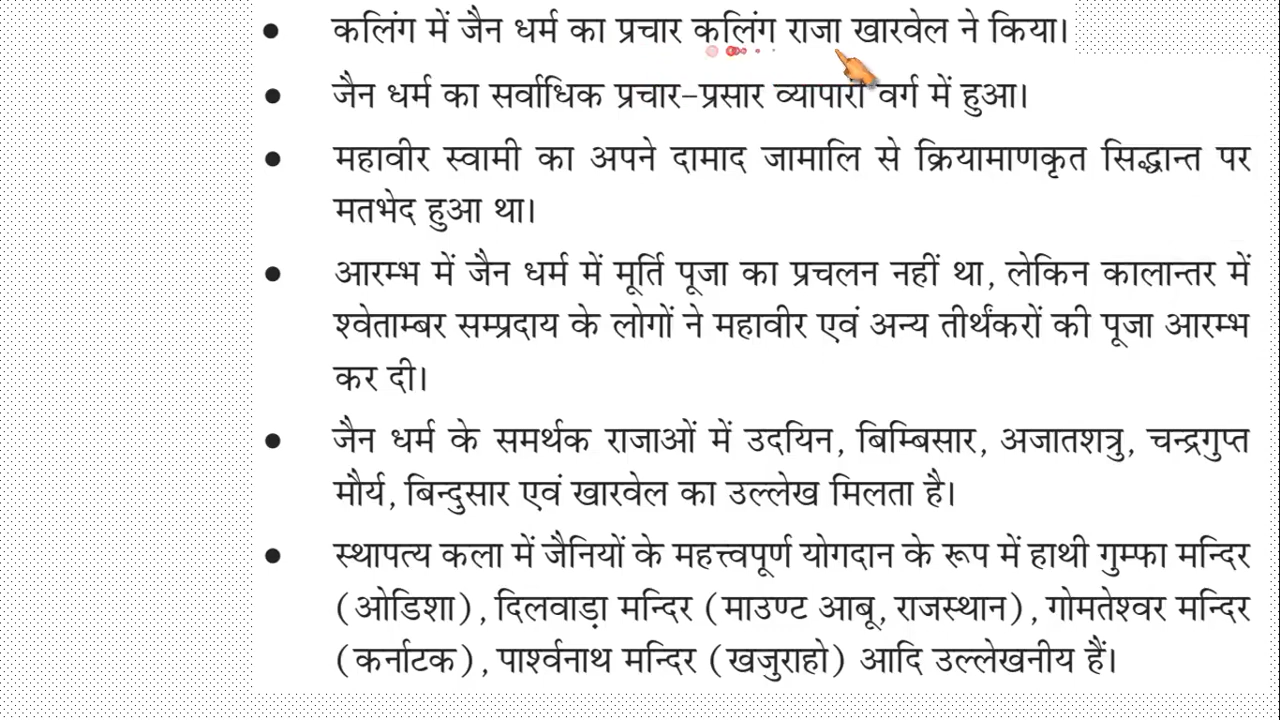 • कलिंग में जैन धर्म का प्रचार कलिंग राजा खारवेल ने किया।
• जैन धर्म का सर्वाधिक प्रचार-प्रसार व्यापारी वर्ग में हुआ।
• महावीर स्वामी का अपने दामाद जामालि से क्रियामाणकृत सिद्धान्त पर
मतभेद हुआ था।
• आरम्भ में जैन धर्म में मूर्ति पूजा का प्रचलन नहीं था, लेकिन कालान्तर में
श्वेताम्बर सम्प्रदाय के लोगों ने महावीर एवं अन्य तीर्थंकरों की पूजा आरम्भ
कर दी।
• जैन धर्म के समर्थक राजाओं में उदयिन, बिम्बिसार, अजातशत्रु, चन्द्रगुप्त
मौर्य, बिन्दुसार एवं खारवेल का उल्लेख मिलता है।
• स्थापत्य कला में जैनियों के महत्त्वपूर्ण योगदान के रूप में हाथी गुम्फा मन्दिर
(ओडिशा), दिलवाड़ा मन्दिर (माउण्ट आबू, राजस्थान), गोमतेश्वर मन्दिर
(कर्नाटक), पार्श्वनाथ मन्दिर (खजुराहो) आदि उल्लेखनीय हैं।